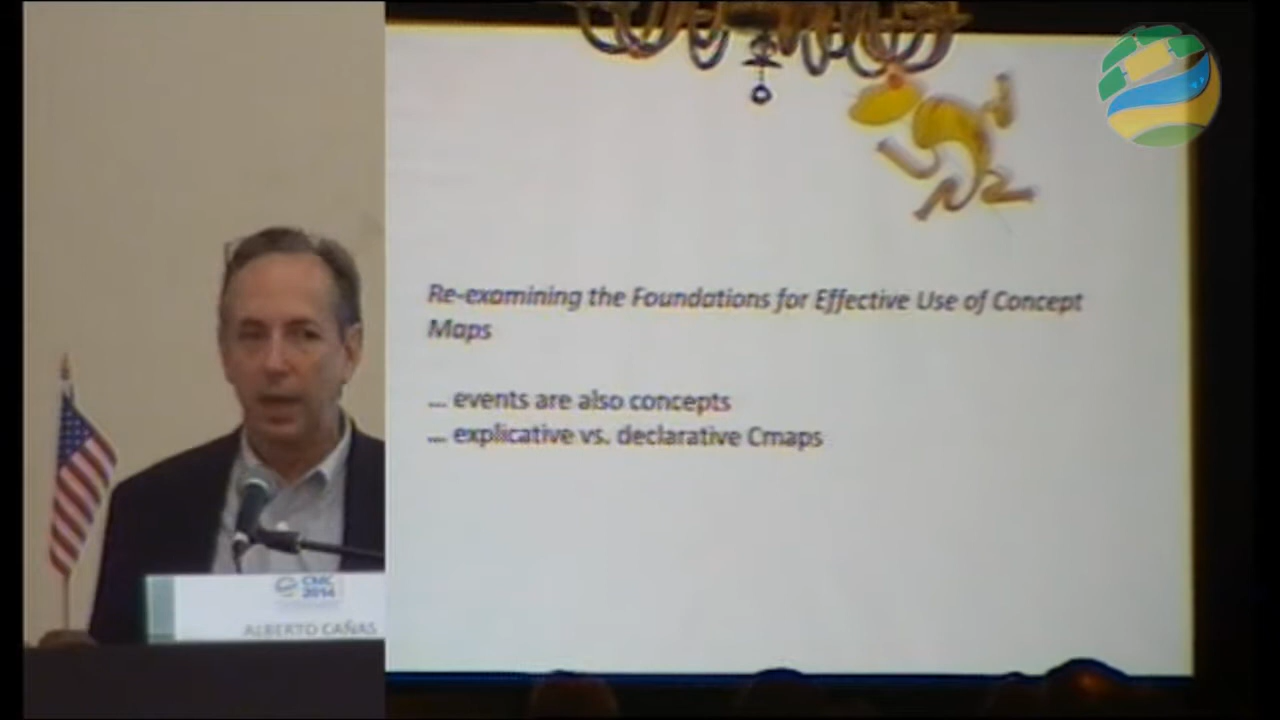 Re-examining the Foundations for Effective Use of Concept
Maps
... events are also concepts
... explicative vs. declarative Cmaps
CMC
2014
ALBERTO CAÑAS